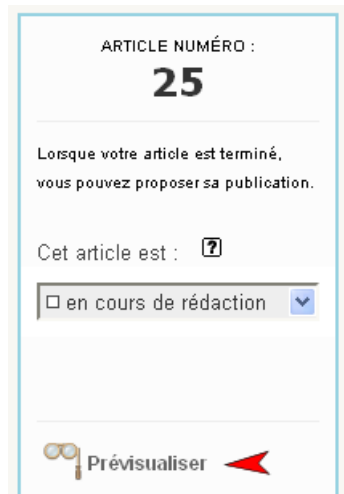 ARTICLE NUMÉRO :
25
Lorsque votre article est terminé,
vous pouvez proposer sa publication.
Cet article est : ?
en cours de rédaction
Prévisualiser